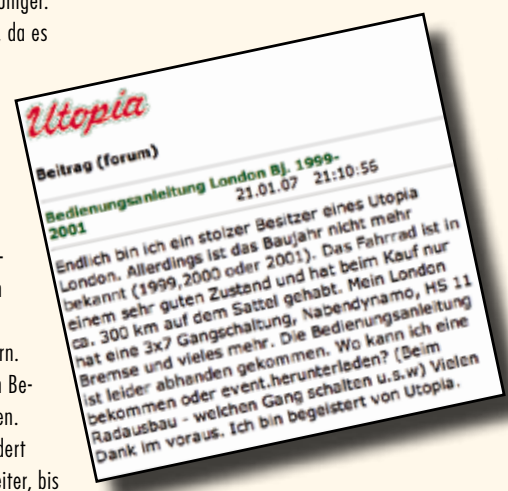 öniger.
da es
rn.
Be-
en.
dert
iter, bis
Utopia
Beitrag (forum)
Bedienungsanleitung London Bj. 1999-
2001 21.01.07 21:10:56
Endlich bin ich ein stolzer Besitzer eines Utopia
London. Allerdings ist das Baujahr nicht mehr
bekannt (1999,2000 oder 2001). Das Fahrrad ist in
einem sehr guten Zustand und hat beim Kauf nur
ca. 300 km auf dem Sattel gehabt. Mein London
hat eine 3x7 Gangschaltung, Nabendynamo, HS 11
Bremse und vieles mehr. Die Bedienungsanleitung
ist leider abhanden gekommen. Wo kann ich eine
bekommen oder event.herunterleden? (Beim
Radausbau - welchen Gang schalten u.s.w) Vielen
Dank im voraus. Ich bin begeistert von Utopia.